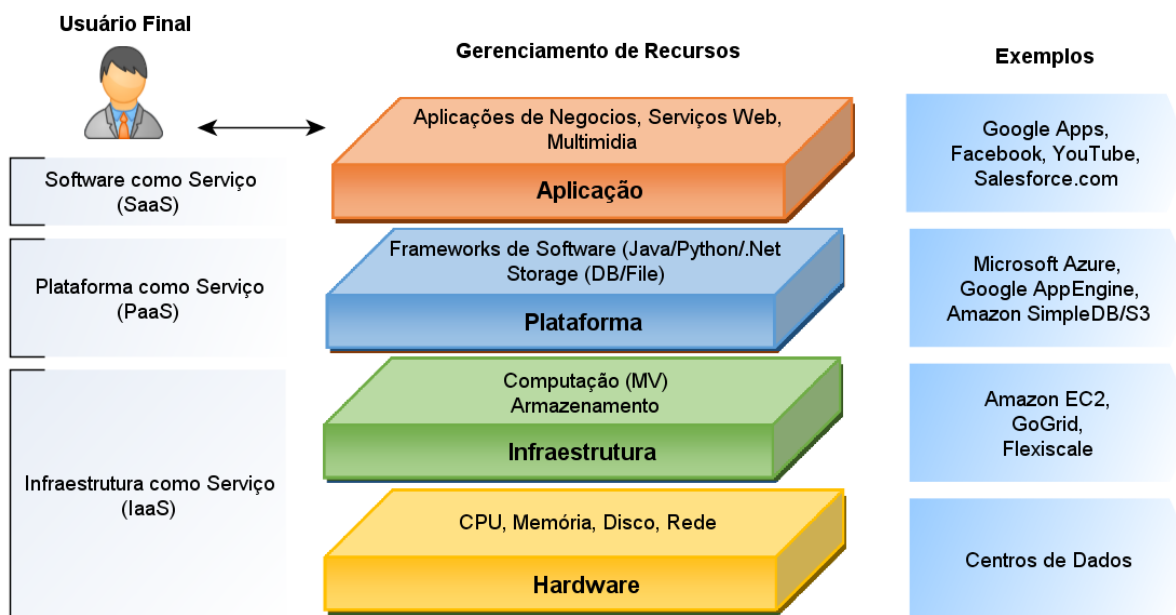 Usuário Final
Gerenciamento de Recursos
Exemplos
Software como Serviço
(SaaS)
Aplicações de Negocios, Serviços Web,
Multimidia
Aplicação
Google Apps,
Facebook, YouTube,
Salesforce.com
Plataforma como Serviço
(PaaS)
Frameworks de Software (Java/Python/.Net
Storage (DB/File)
Plataforma
Microsoft Azure,
Google AppEngine,
Amazon SimpleDB/S3
Infraestrutura como Serviço
(IaaS)
Computação (MV)
Armazenamento
Infraestrutura
Amazon EC2,
GoGrid,
Flexiscale
CPU, Memória, Disco, Rede
Hardware
Centros de Dados